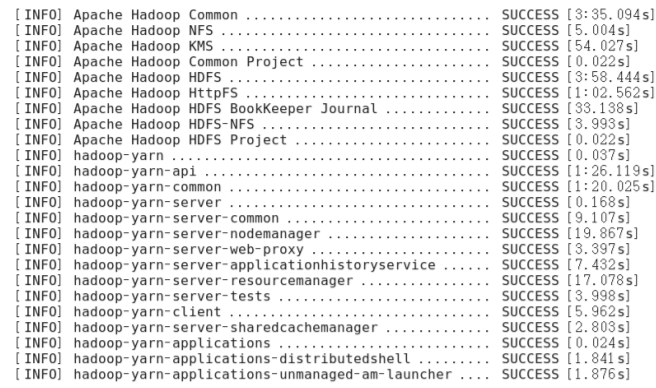 [INFO] Apache Hadoop Common .............................. SUCCESS [3:35.094s]
[INFO] Apache Hadoop NFS ................................. SUCCESS [5.004s]
[INFO] Apache Hadoop KMS ................................. SUCCESS [54.027s]
[INFO] Apache Hadoop Common Project ...................... SUCCESS [0.022s]
[INFO] Apache Hadoop HDFS ................................ SUCCESS [3:58.444s]
[INFO] Apache Hadoop HttpFS .............................. SUCCESS [1:02.562s]
[INFO] Apache Hadoop HDFS BookKeeper Journal ............. SUCCESS [33.138s]
[INFO] Apache Hadoop HDFS-NFS ............................ SUCCESS [3.993s]
[INFO] Apache Hadoop HDFS Project ........................ SUCCESS [0.022s]
[INFO] hadoop-yarn ....................................... SUCCESS [0.037s]
[INFO] hadoop-yarn-api ................................... SUCCESS [1:26.119s]
[INFO] hadoop-yarn-common ................................ SUCCESS [1:20.025s]
[INFO] hadoop-yarn-server ................................ SUCCESS [0.168s]
[INFO] hadoop-yarn-server-common ......................... SUCCESS [9.107s]
[INFO] hadoop-yarn-server-nodemanager .................... SUCCESS [19.867s]
[INFO] hadoop-yarn-server-web-proxy ...................... SUCCESS [3.397s]
[INFO] hadoop-yarn-server-applicationhistoryservice ...... SUCCESS [7.432s]
[INFO] hadoop-yarn-server-resourcemanager ................ SUCCESS [17.078s]
[INFO] hadoop-yarn-server-tests .......................... SUCCESS [3.998s]
[INFO] hadoop-yarn-client ................................ SUCCESS [5.962s]
[INFO] hadoop-yarn-server-sharedcachemanager ............. SUCCESS [2.803s]
[INFO] hadoop-yarn-applications .......................... SUCCESS [0.024s]
[INFO] hadoop-yarn-applications-distributedshell ......... SUCCESS [1.841s]
[INFO] hadoop-yarn-applications-unmanaged-am-launcher .... SUCCESS [1.876s]